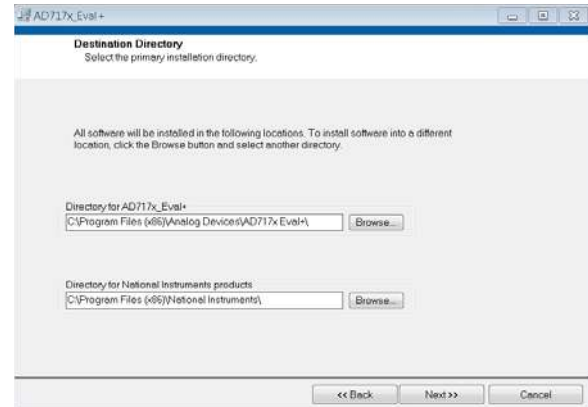 AD717x_Eval+
Destination Directory
Select the primary installation directory.
All software will be installed in the following locations. To install software into a different
location, click the Browse button and select another directory.
Directory for AD717x_Eval+
C:\Program Files (x86)\Analog Devices\AD717x Eval+\
Browse...
Directory for National Instruments products
C:\Program Files (x86)\National Instruments\
Browse...
<< Back
Next >>
Cancel